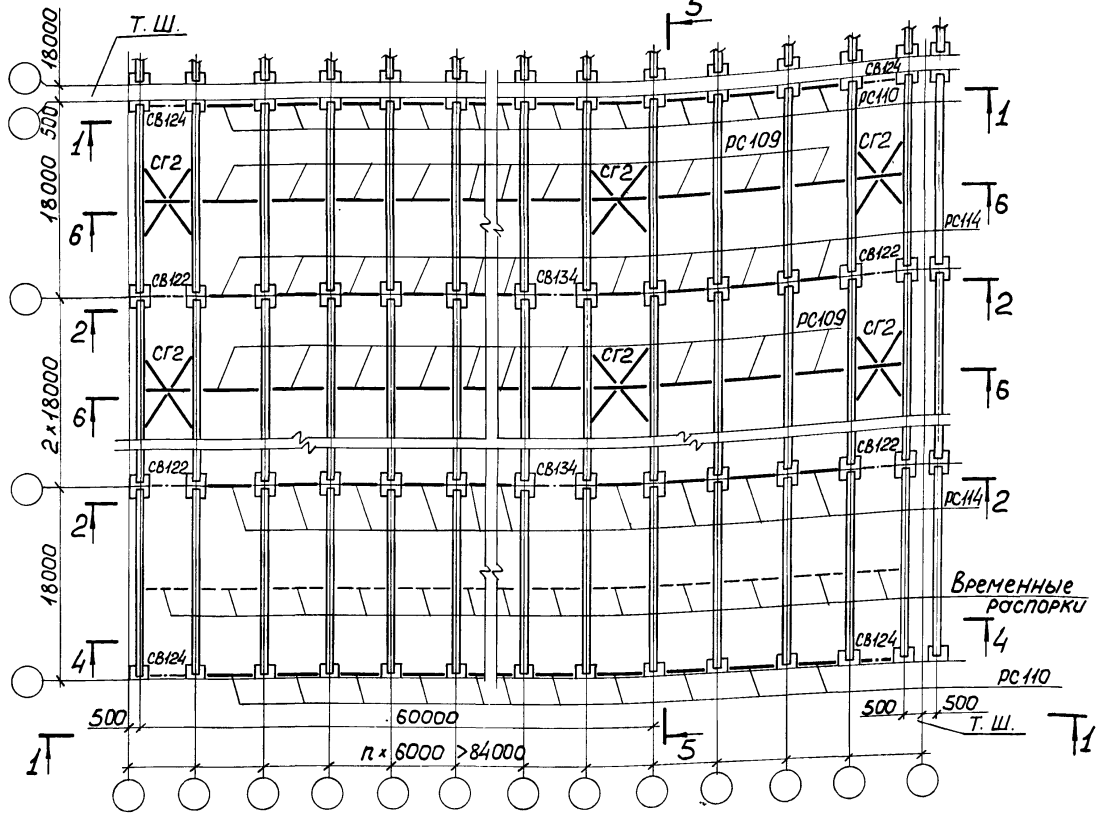 5
18000
Т. Ш.
СВ124
500
СВ124
РС110
1
1
РС109
СГ2
СГ2
СГ2
18000
6
6
РС114
СВ122
СВ134
СВ122
2
2
РС109
СГ2
СГ2
СГ2
2×18000
6
6
СВ122
СВ134
СВ122
2
2
РС114
18000
Временные
распорки
4
4
СВ124
СВ124
РС110
500
60000
500
500
Т. Ш.
1
5
1
n×6000 >84000